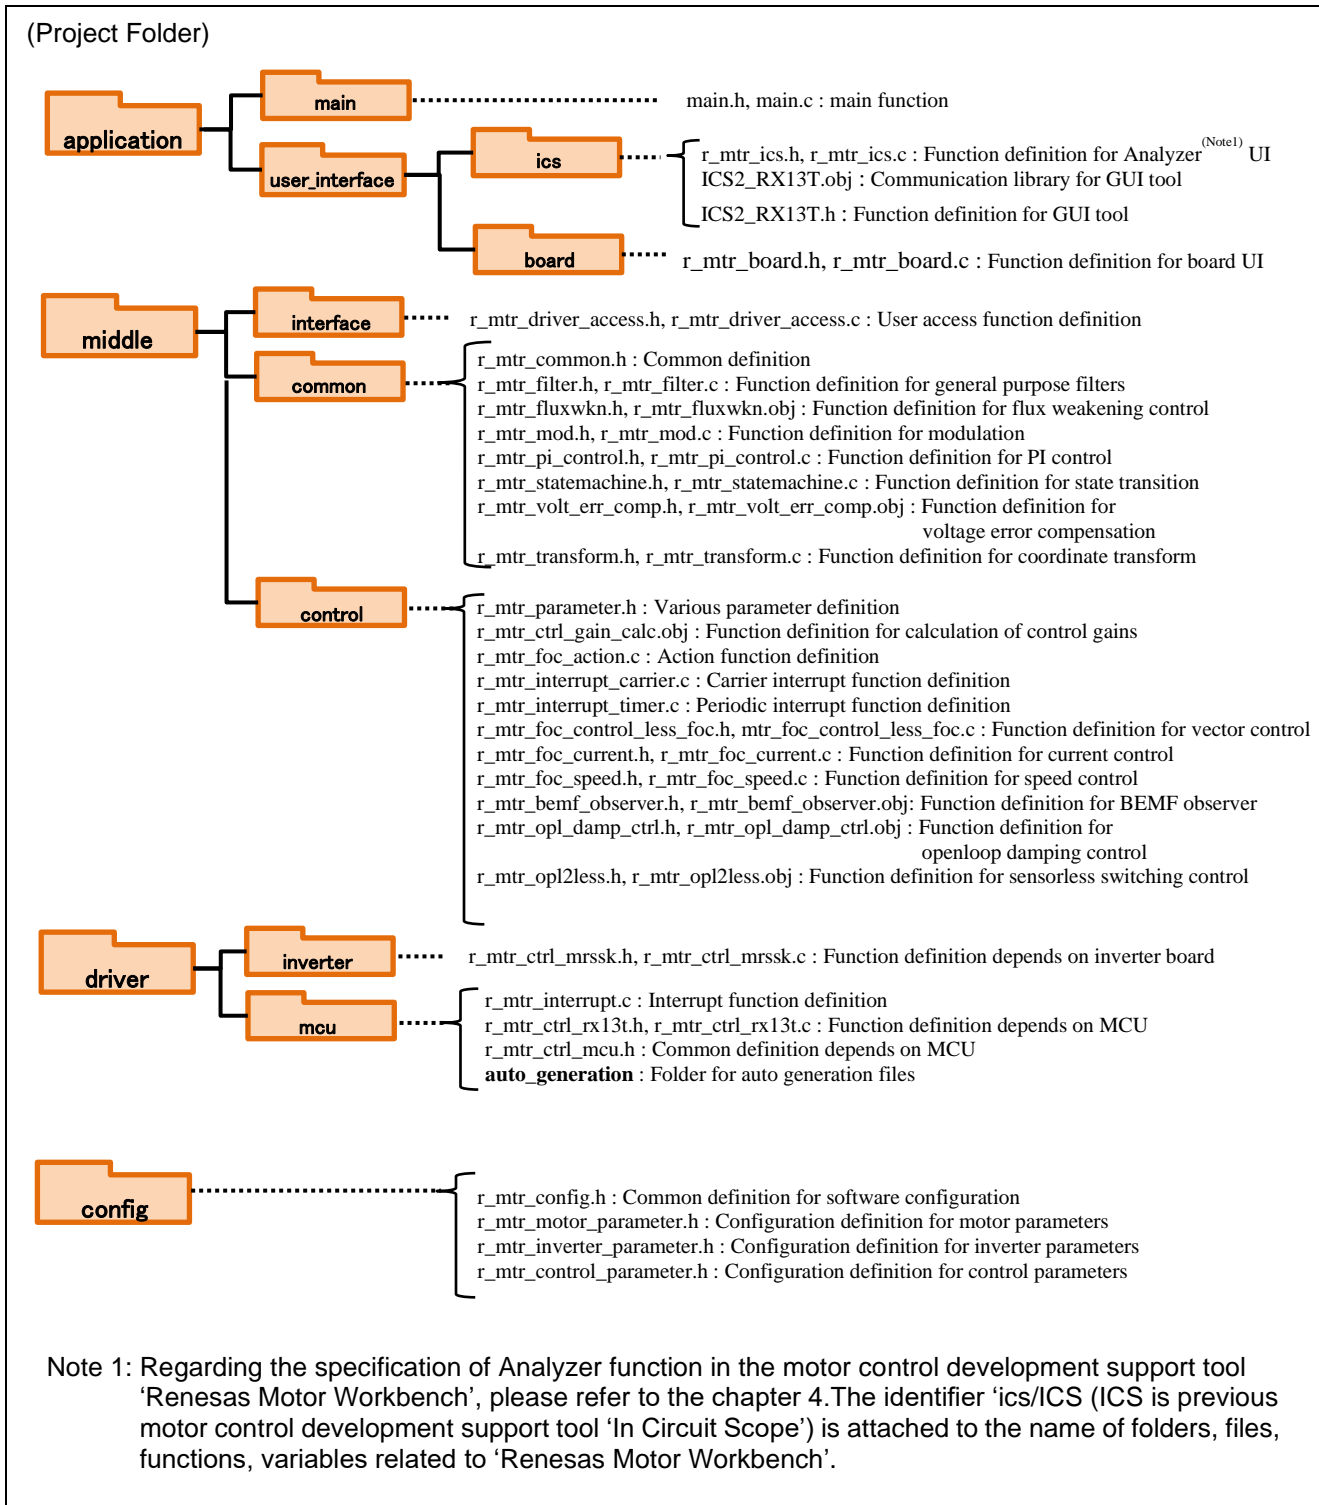 (Project Folder)
main
main.h, main.c : main function
application
ics
r_mtr_ics.h, r_mtr_ics.c : Function definition for Analyzer(Note1) UI
user_interface
ICS2_RX13T.obj : Communication library for GUI tool
ICS2_RX13T.h : Function definition for GUI tool
board
r_mtr_board.h, r_mtr_board.c : Function definition for board UI
interface
r_mtr_driver_access.h, r_mtr_driver_access.c : User access function definition
middle
common
r_mtr_common.h : Common definition
r_mtr_filter.h, r_mtr_filter.c : Function definition for general purpose filters
r_mtr_fluxwkn.h, r_mtr_fluxwkn.obj : Function definition for flux weakening control
r_mtr_mod.h, r_mtr_mod.c : Function definition for modulation
r_mtr_pi_control.h, r_mtr_pi_control.c : Function definition for PI control
r_mtr_statemachine.h, r_mtr_statemachine.c : Function definition for state transition
r_mtr_volt_err_comp.h, r_mtr_volt_err_comp.obj : Function definition for
voltage error compensation
r_mtr_transform.h, r_mtr_transform.c : Function definition for coordinate transform
control
r_mtr_parameter.h : Various parameter definition
r_mtr_ctrl_gain_calc.obj : Function definition for calculation of control gains
r_mtr_foc_action.c : Action function definition
r_mtr_interrupt_carrier.c : Carrier interrupt function definition
r_mtr_interrupt_timer.c : Periodic interrupt function definition
r_mtr_foc_control_less_foc.h, mtr_foc_control_less_foc.c : Function definition for vector control
r_mtr_foc_current.h, r_mtr_foc_current.c : Function definition for current control
r_mtr_foc_speed.h, r_mtr_foc_speed.c : Function definition for speed control
r_mtr_bemf_observer.h, r_mtr_bemf_observer.obj: Function definition for BEMF observer
r_mtr_opl_damp_ctrl.h, r_mtr_opl_damp_ctrl.obj : Function definition for
openloop damping control
r_mtr_opl2less.h, r_mtr_opl2less.obj : Function definition for sensorless switching control
inverter
r_mtr_ctrl_mrssk.h, r_mtr_ctrl_mrssk.c : Function definition depends on inverter board
driver
mcu
r_mtr_interrupt.c : Interrupt function definition
r_mtr_ctrl_rx13t.h, r_mtr_ctrl_rx13t.c : Function definition depends on MCU
r_mtr_ctrl_mcu.h : Common definition depends on MCU
auto_generation : Folder for auto generation files
config
r_mtr_config.h : Common definition for software configuration
r_mtr_motor_parameter.h : Configuration definition for motor parameters
r_mtr_inverter_parameter.h : Configuration definition for inverter parameters
r_mtr_control_parameter.h : Configuration definition for control parameters
Note 1: Regarding the specification of Analyzer function in the motor control development support tool
‘Renesas Motor Workbench’, please refer to the chapter 4.The identifier ‘ics/ICS (ICS is previous
motor control development support tool ‘In Circuit Scope’) is attached to the name of folders, files,
functions, variables related to ‘Renesas Motor Workbench’.